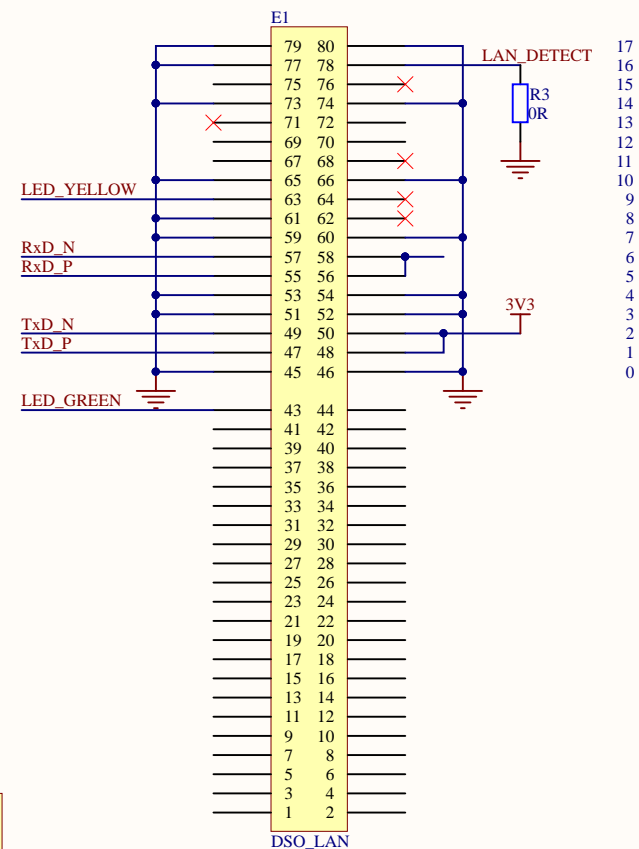 E1
79 80 17
LAN_DETECT
77 78 16
75 76 15
R3
73 74 14
0R
71 72 13
69 70 12
67 68 11
65 66 10
LED_YELLOW
63 64 9
61 62 8
59 60 7
RxD_N
57 58 6
RxD_P
55 56 5
53 54 4
3V3
51 52 3
TxD_N
49 50 2
TxD_P
47 48 1
45 46 0
LED_GREEN
43 44
41 42
39 40
37 38
35 36
33 34
31 32
29 30
27 28
25 26
23 24
21 22
19 20
17 18
15 16
13 14
11 12
9 10
7 8
5 6
3 4
1 2
DSO_LAN